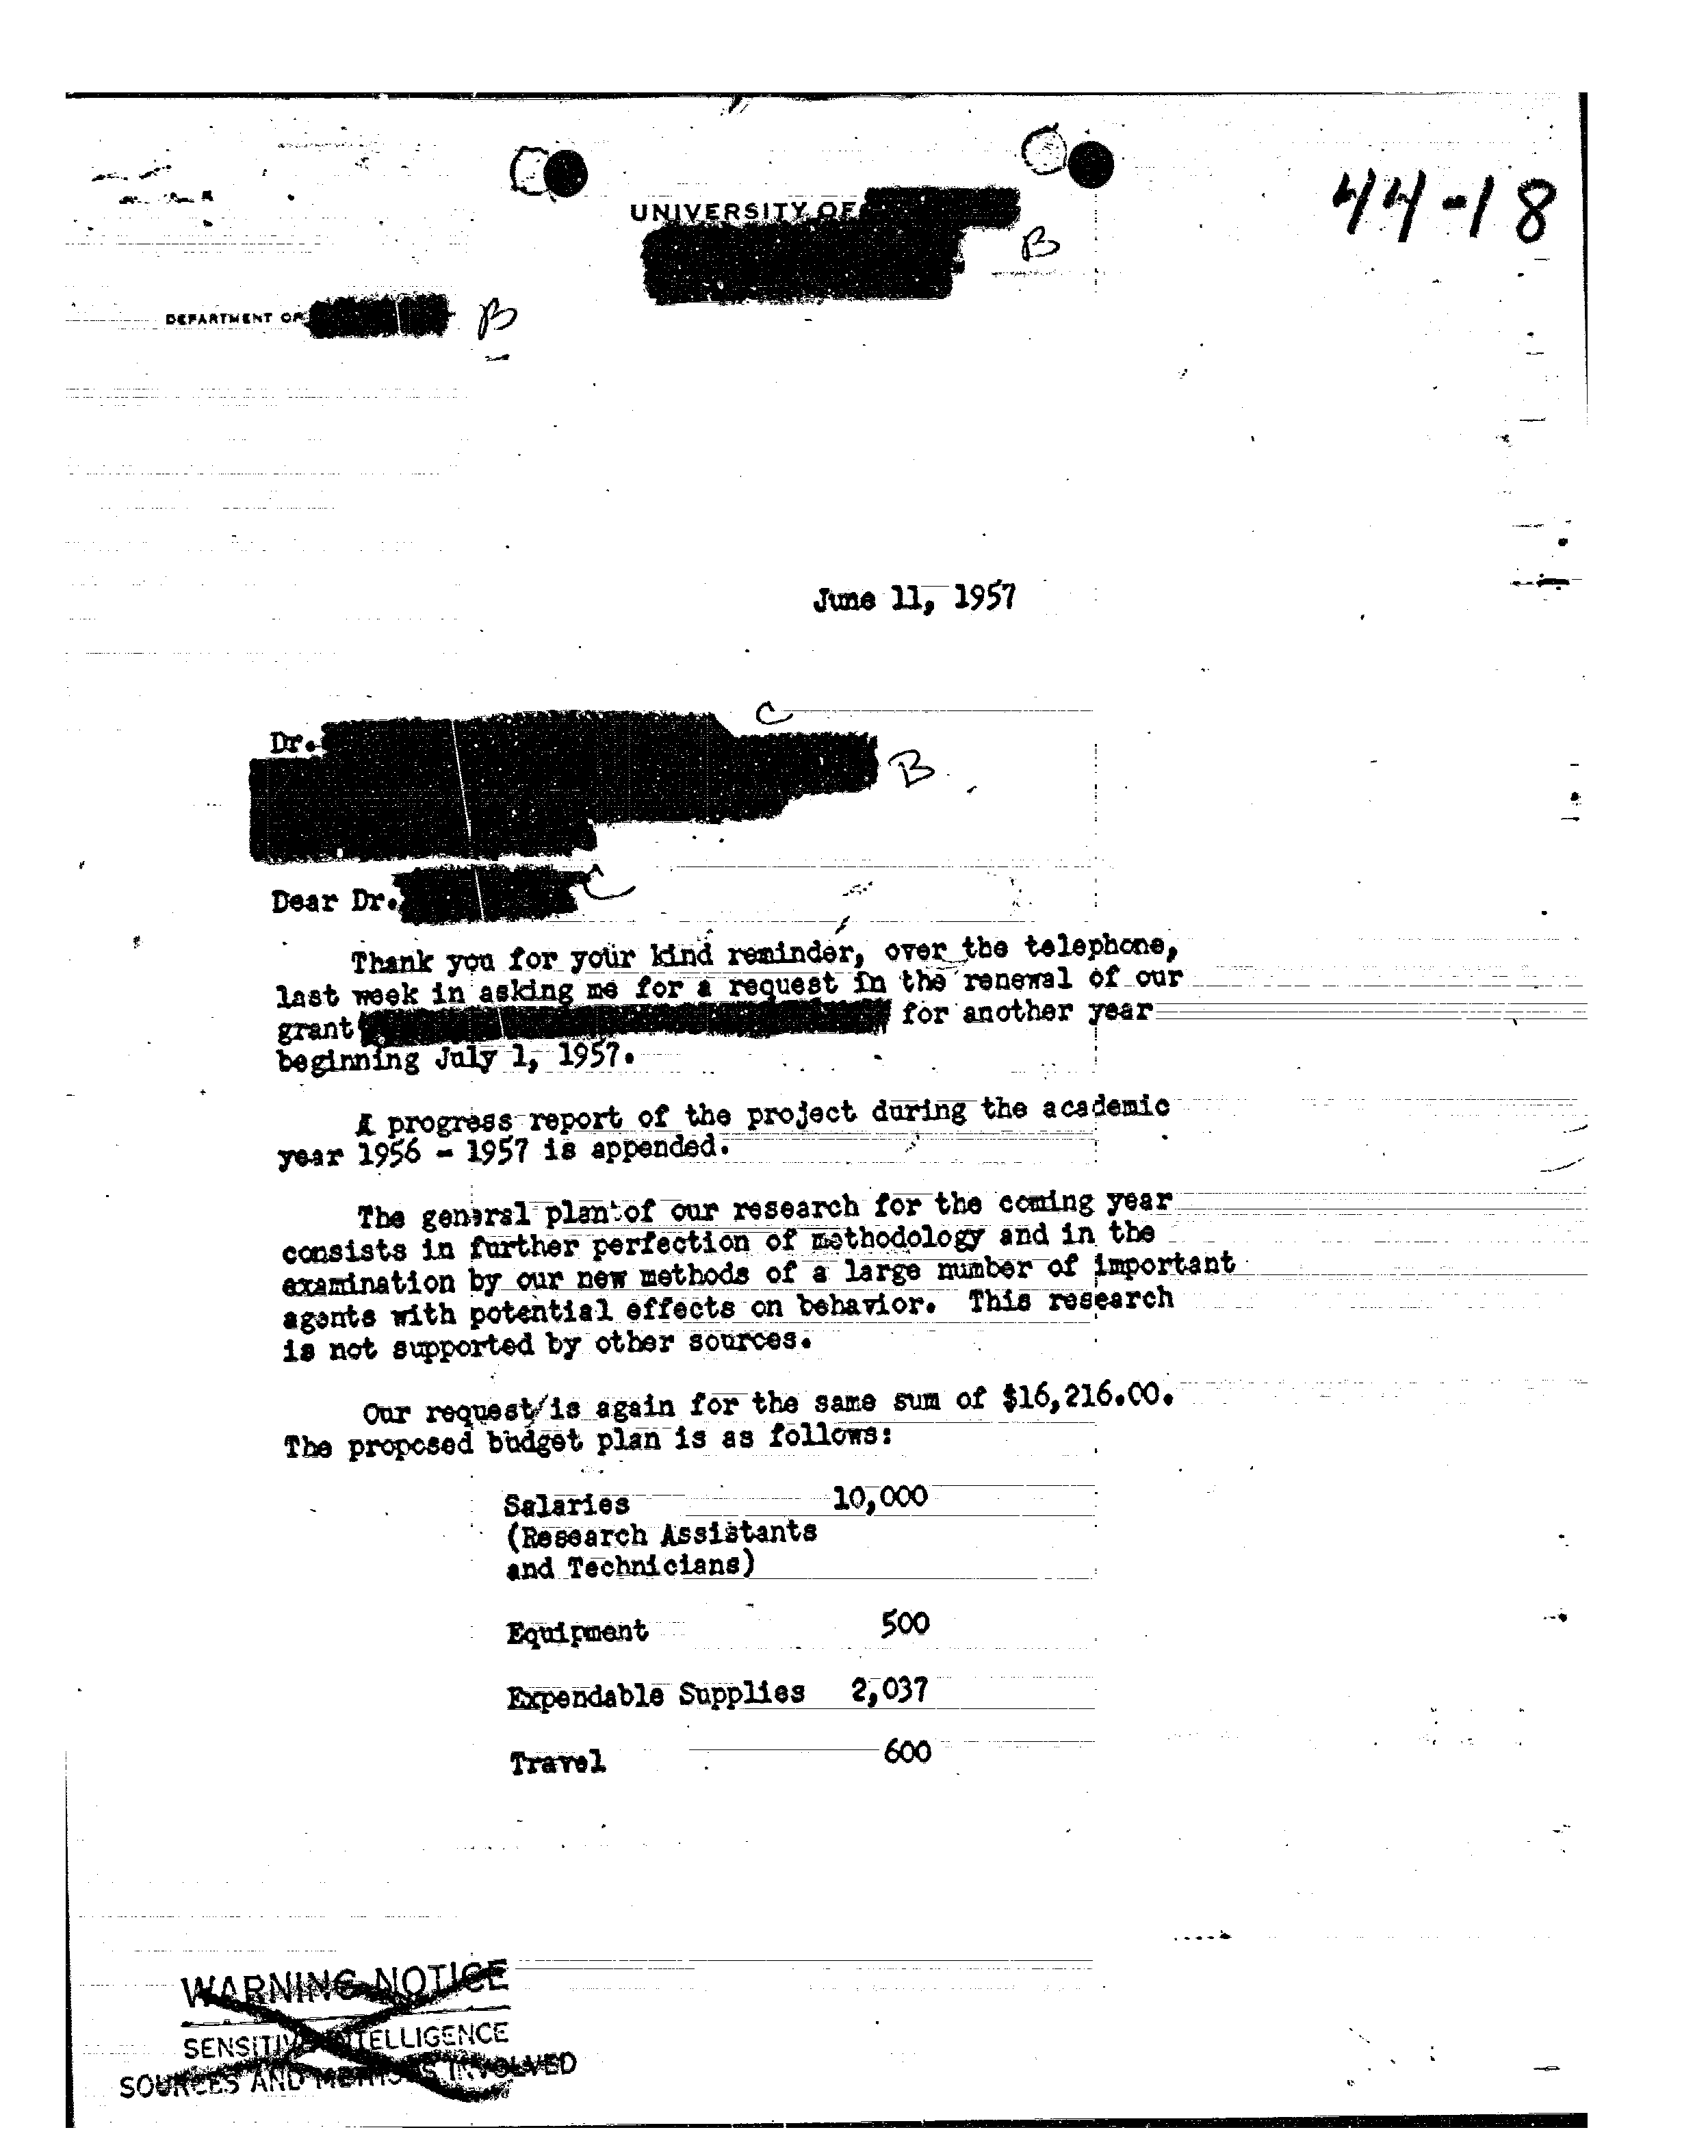 44-18
UNIVERSITY OF
B
DEPARTMENT OF
B
June 11, 1957
C
Dr.
B
Dear Dr.
C
Thank you for your kind reminder, over the telephone,
last week in asking me for a request in the renewal of our
grant for another year
beginning July 1, 1957.
A progress report of the project during the academic
year 1956 - 1957 is appended.
The general plan of our research for the coming year
consists in further perfection of methodology and in the
examination by our new methods of a large number of important
agents with potential effects on behavior. This research
is not supported by other sources.
Our request/is again for the same sum of $16,216.00.
The proposed budget plan is as follows:
Salaries 10,000
(Research Assistants
and Technicians)
Equipment 500
Expendable Supplies 2,037
Travel 600
WARNING NOTICE
SENSITIVE INTELLIGENCE
SOURCES AND METHODS INVOLVED